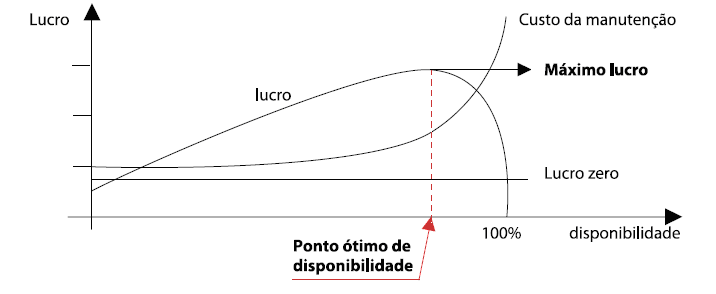 Lucro
Custo da manutenção
Máximo lucro
lucro
Lucro zero
100%
disponibilidade
Ponto ótimo de
disponibilidade